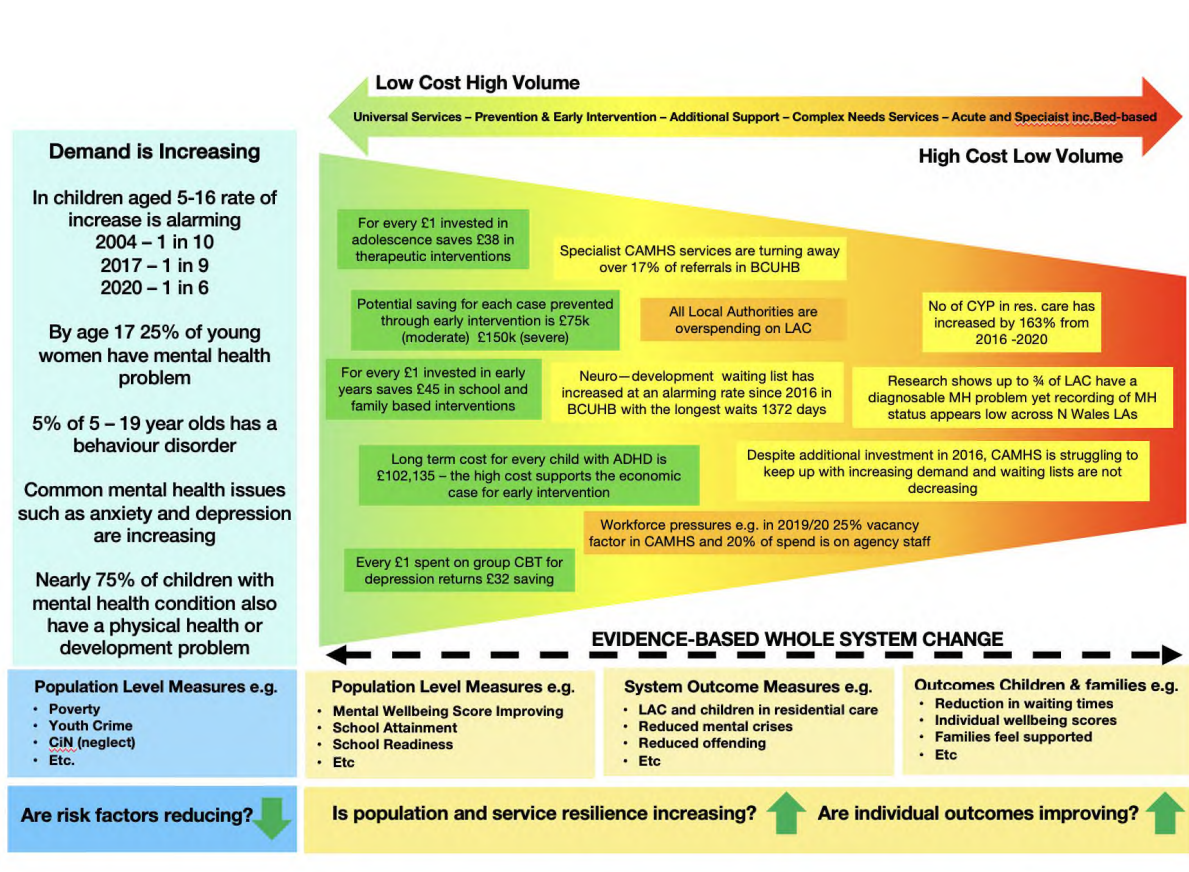 Low Cost High Volume
Universal Services – Prevention & Early Intervention – Additional Support – Complex Needs Services – Acute and Specialst inc.Bed-based
High Cost Low Volume
Demand is Increasing
In children aged 5-16 rate of
increase is alarming
2004 – 1 in 10
2017 – 1 in 9
2020 – 1 in 6
By age 17 25% of young
women have mental health
problem
5% of 5 – 19 year olds has a
behaviour disorder
Common mental health issues
such as anxiety and depression
are increasing
Nearly 75% of children with
mental health condition also
have a physical health or
development problem
For every £1 invested in
adolescence saves £38 in
therapeutic interventions
Specialist CAMHS services are turning away
over 17% of referrals in BCUHB
Potential saving for each case prevented
through early intervention is £75k
(moderate) £150k (severe)
All Local Authorities are
overspending on LAC
No of CYP in res. care has
increased by 163% from
2016 -2020
For every £1 invested in early
years saves £45 in school and
family based interventions
Neuro—development waiting list has
increased at an alarming rate since 2016 in
BCUHB with the longest waits 1372 days
Research shows up to ¾ of LAC have a
diagnosable MH problem yet recording of MH
status appears low across N Wales LAs
Long term cost for every child with ADHD is
£102,135 – the high cost supports the economic
case for early intervention
Despite additional investment in 2016, CAMHS is struggling to
keep up with increasing demand and waiting lists are not
decreasing
Workforce pressures e.g. in 2019/20 25% vacancy
factor in CAMHS and 20% of spend is on agency staff
Every £1 spent on group CBT for
depression returns £32 saving
EVIDENCE-BASED WHOLE SYSTEM CHANGE
Population Level Measures e.g.
• Poverty
• Youth Crime
• CiN (neglect)
• Etc.
Population Level Measures e.g.
• Mental Wellbeing Score Improving
• School Attainment
• School Readiness
• Etc
System Outcome Measures e.g.
• LAC and children in residential care
• Reduced mental crises
• Reduced offending
• Etc
Outcomes Children & families e.g.
• Reduction in waiting times
• Individual wellbeing scores
• Families feel supported
• Etc
Are risk factors reducing?
Is population and service resilience increasing?
Are individual outcomes improving?